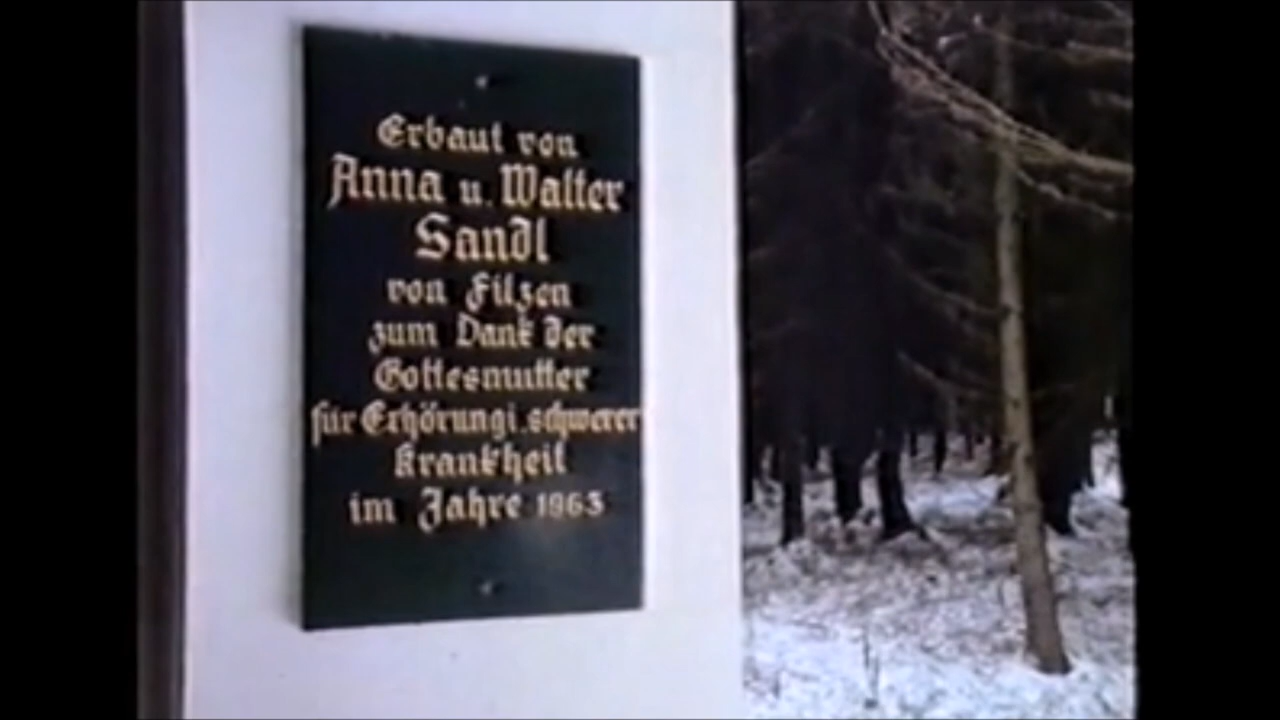 Erbaut von
Anna u. Walter
Sandl
von Filzen
zum Dank der
Gottesmutter
für Erhörung i. schwerer
Krankheit
im Jahre 1963